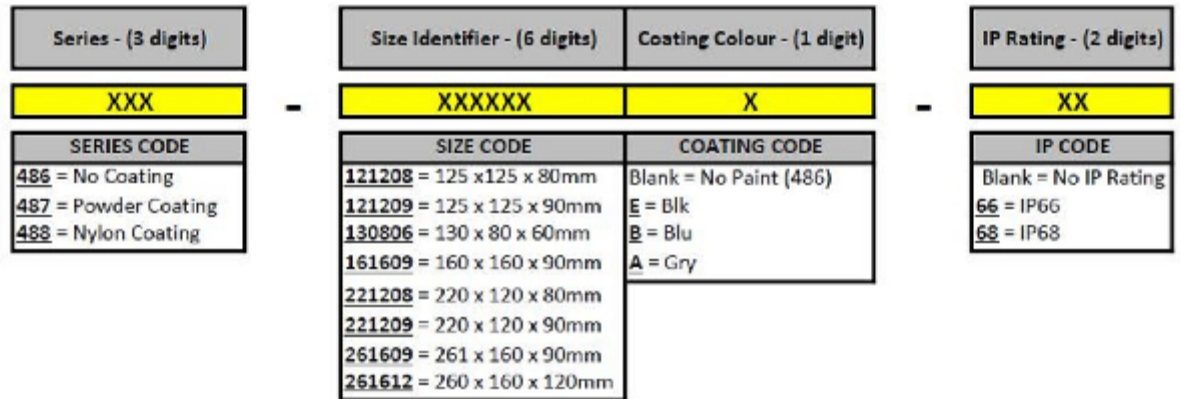 Series - (3 digits)
Size Identifier - (6 digits)
Coating Colour - (1 digit)
IP Rating - (2 digits)
XXX
-
XXXXXX
X
-
XX
SERIES CODE
486 = No Coating
487 = Powder Coating
488 = Nylon Coating
SIZE CODE
121208 = 125 x125 x 80mm
121209 = 125 x 125 x 90mm
130806 = 130 x 80 x 60mm
161609 = 160 x 160 x 90mm
221208 = 220 x 120 x 80mm
221209 = 220 x 120 x 90mm
261609 = 261 x 160 x 90mm
261612 = 260 x 160 x 120mm
COATING CODE
Blank = No Paint (486)
E = Blk
B = Blu
A = Gry
IP CODE
Blank = No IP Rating
66 = IP66
68 = IP68